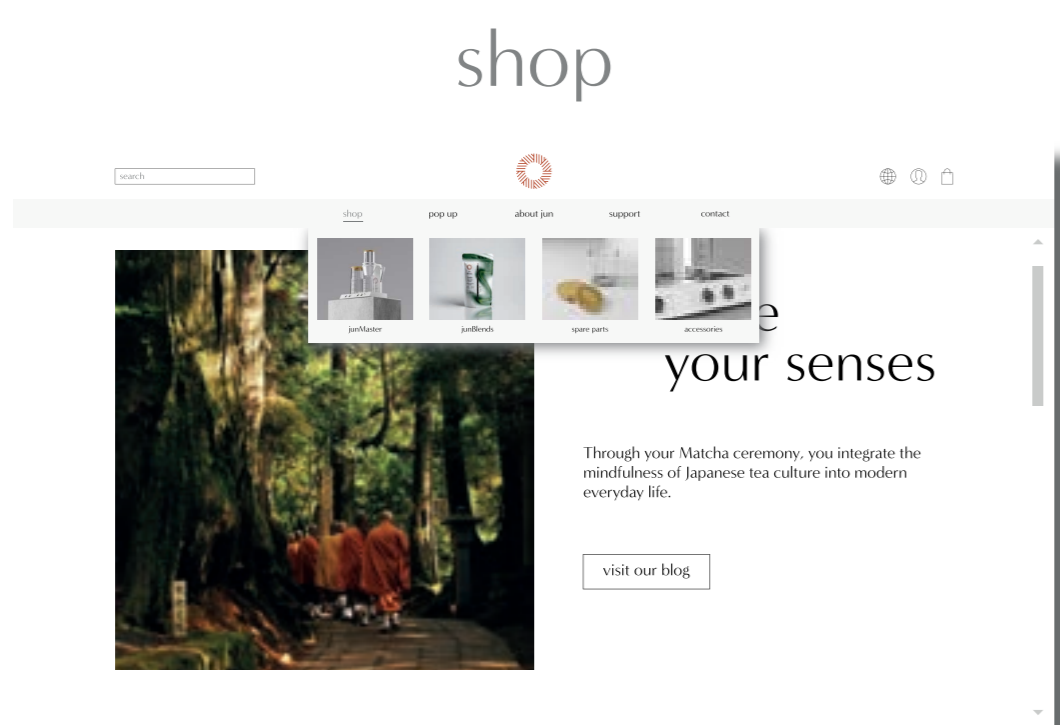 shop
search
shop
pop up
about jun
support
contact
junMaster
junBlends
spare parts
accessories
your senses
Through your Matcha ceremony, you integrate the
mindfulness of Japanese tea culture into modern
everyday life.
visit our blog